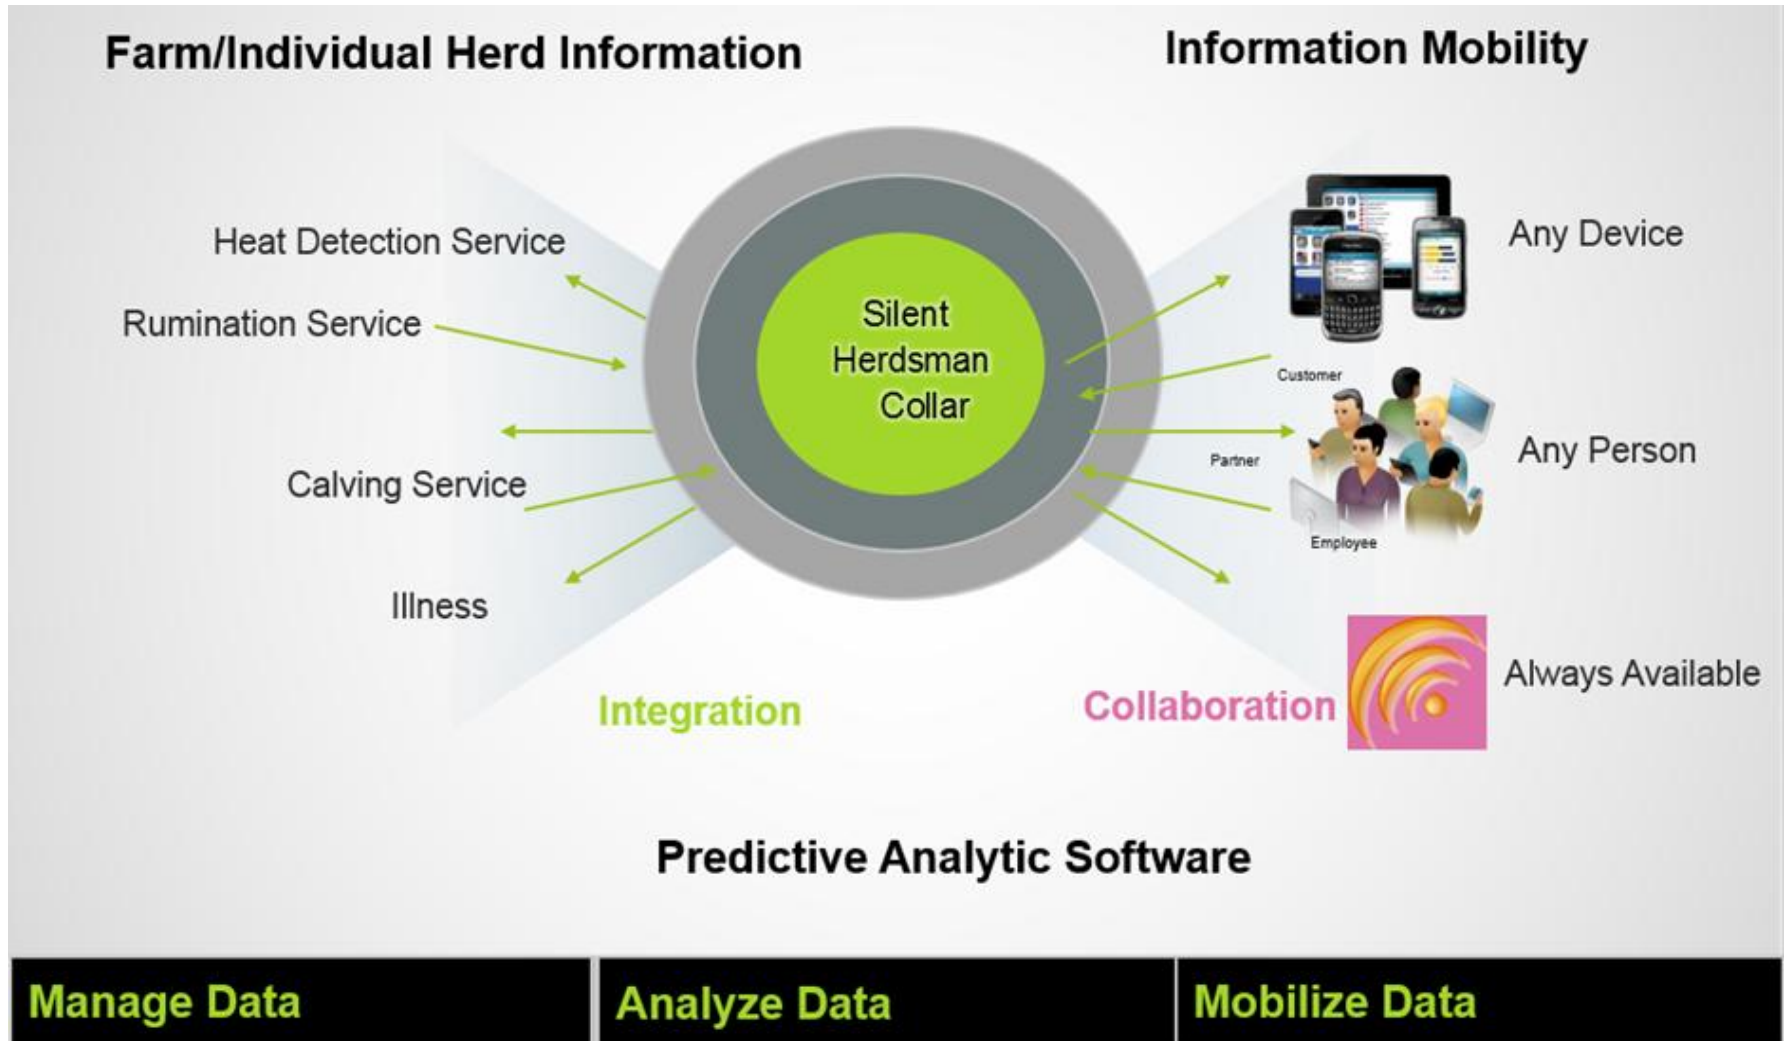 Farm/Individual Herd Information
Information Mobility
Heat Detection Service
Rumination Service
Calving Service
Illness
Silent
Herdsman
Collar
Any Device
Customer
Partner
Employee
Any Person
Always Available
Integration
Collaboration
Predictive Analytic Software
Manage Data
Analyze Data
Mobilize Data